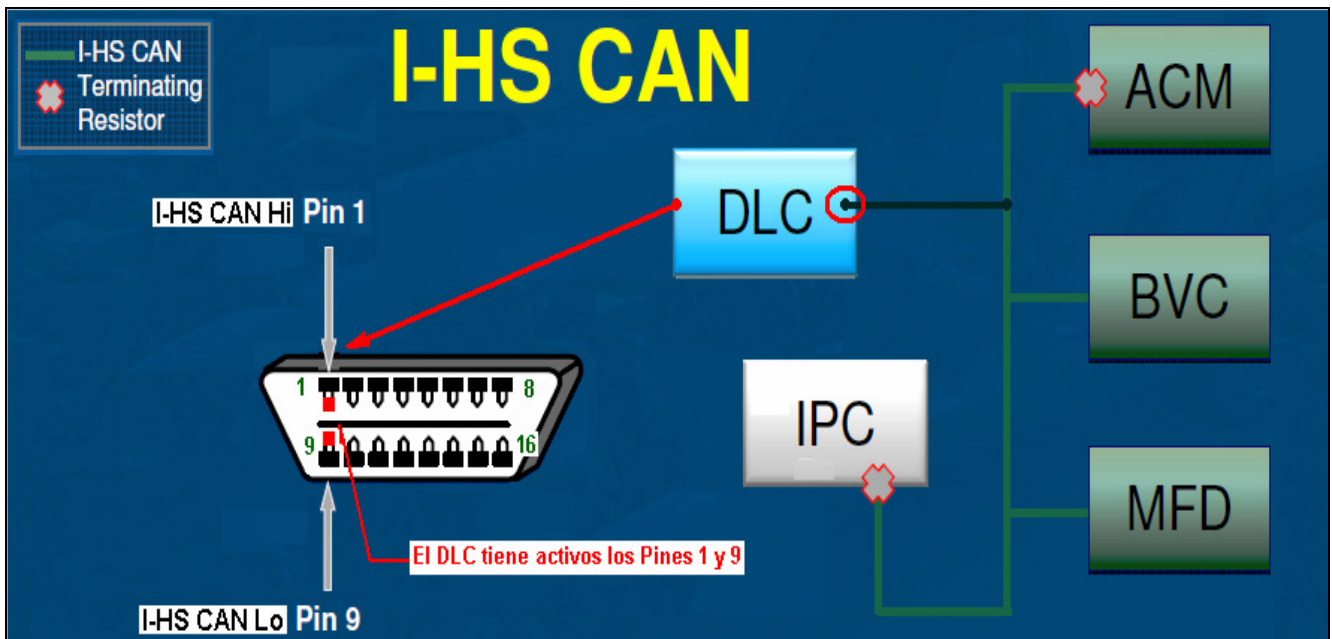 I-HS CAN
Terminating
Resistor
I-HS CAN
ACM
DLC
I-HS CAN Hi Pin 1
BVC
1
8
IPC
9
16
MFD
El DLC tiene activos los Pines 1 y 9
I-HS CAN Lo Pin 9